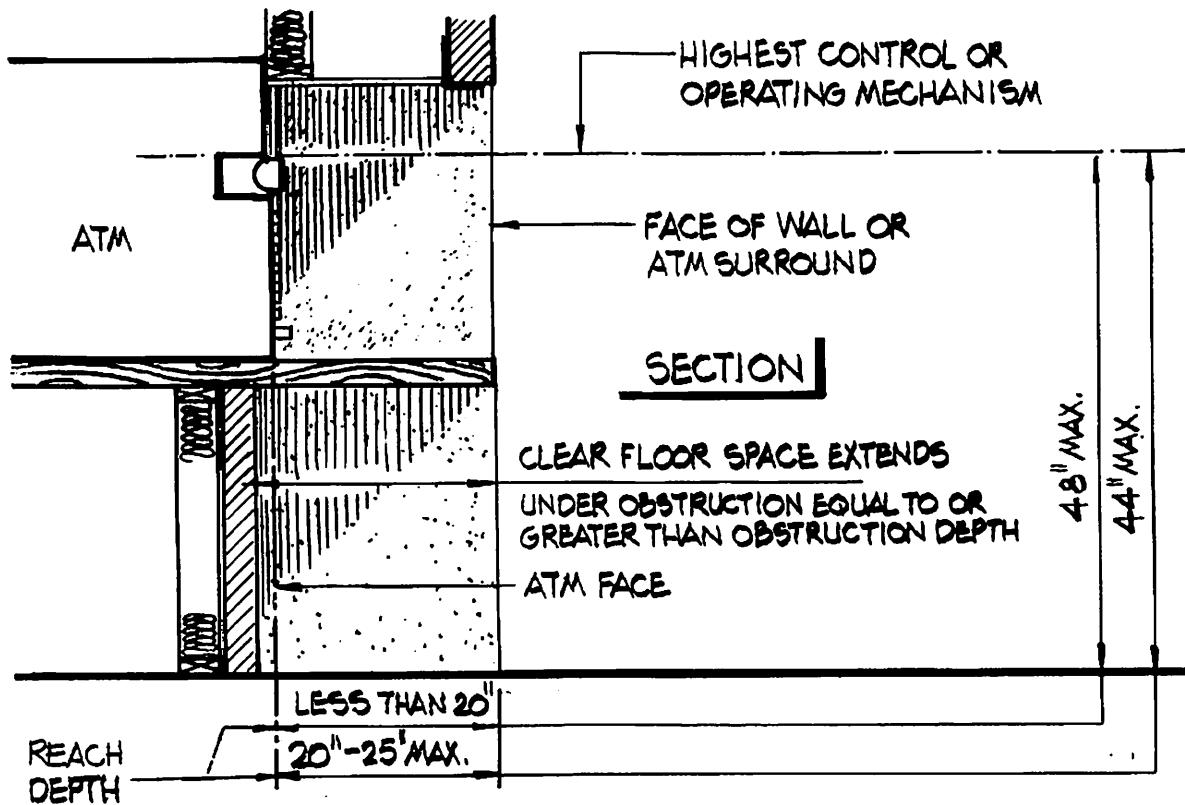 HIGHEST CONTROL OR
OPERATING MECHANISM
ATM
FACE OF WALL OR
ATM SURROUND
SECTION
48" MAX.
44" MAX.
CLEAR FLOOR SPACE EXTENDS
UNDER OBSTRUCTION EQUAL TO OR
GREATER THAN OBSTRUCTION DEPTH
ATM FACE
LESS THAN 20"
20"-25" MAX.
REACH
DEPTH